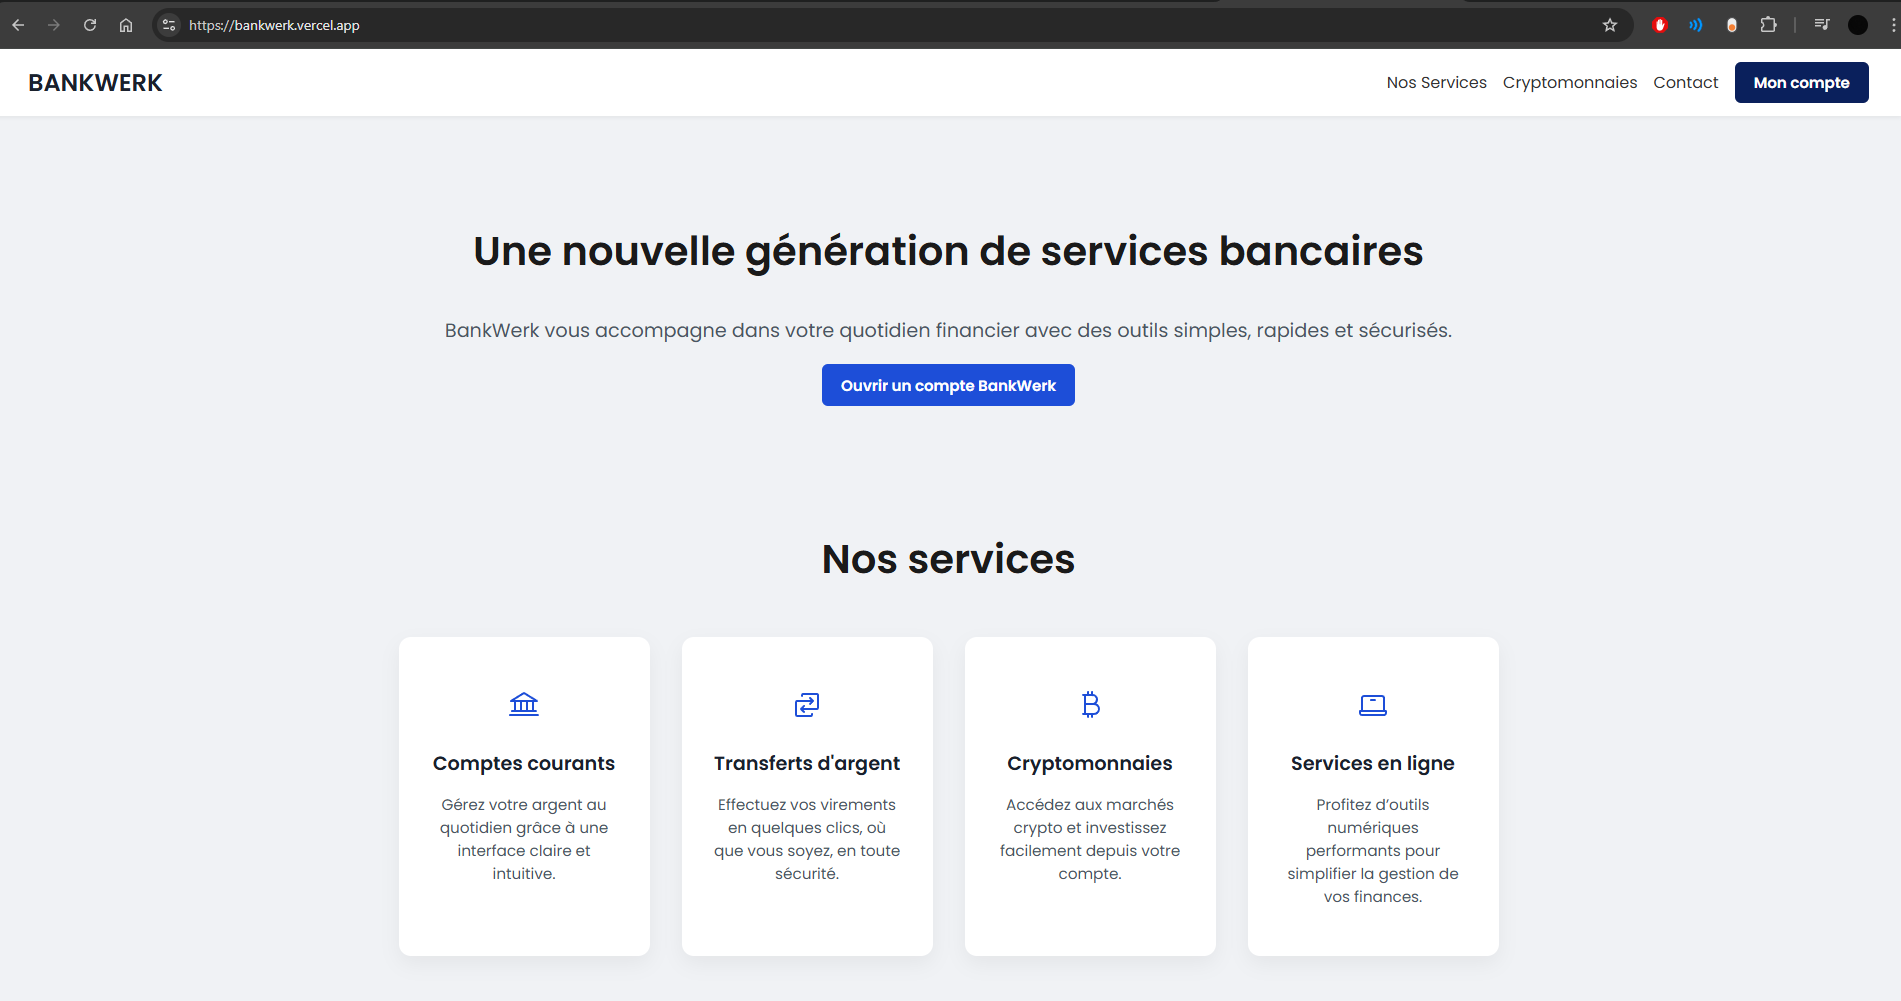 https://bankwerk.vercel.app
BANKWERK
Nos Services Cryptomonnaies Contact Mon compte
Une nouvelle génération de services bancaires
BankWerk vous accompagne dans votre quotidien financier avec des outils simples, rapides et sécurisés.
Ouvrir un compte BankWerk
Nos services
Comptes courants
Gérez votre argent au
quotidien grâce à une
interface claire et
intuitive.
Transferts d'argent
Effectuez vos virements
en quelques clics, où
que vous soyez, en toute
sécurité.
Cryptomonnaies
Accédez aux marchés
crypto et investissez
facilement depuis votre
compte.
Services en ligne
Profitez d’outils
numériques
performants pour
simplifier la gestion de
vos finances.